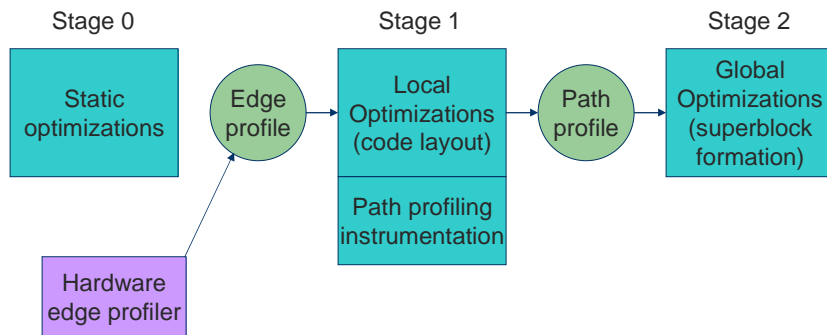 Stage 0
Stage 1
Stage 2
Static
optimizations
Edge
profile
Local
Optimizations
(code layout)
Path
profile
Global
Optimizations
(superblock
formation)
Path profiling
instrumentation
Hardware
edge profiler